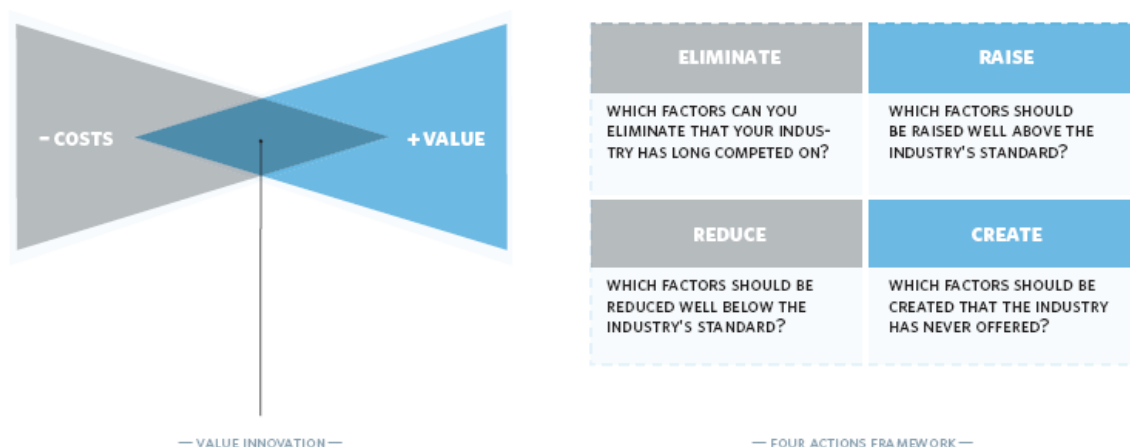 – COSTS
+ VALUE
— VALUE INNOVATION —
ELIMINATE
WHICH FACTORS CAN YOU
ELIMINATE THAT YOUR INDUS-
TRY HAS LONG COMPETED ON?
RAISE
WHICH FACTORS SHOULD
BE RAISED WELL ABOVE THE
INDUSTRY'S STANDARD?
REDUCE
WHICH FACTORS SHOULD BE
REDUCED WELL BELOW THE
INDUSTRY'S STANDARD?
CREATE
WHICH FACTORS SHOULD BE
CREATED THAT THE INDUSTRY
HAS NEVER OFFERED?
— FOUR ACTIONS FRAMEWORK —